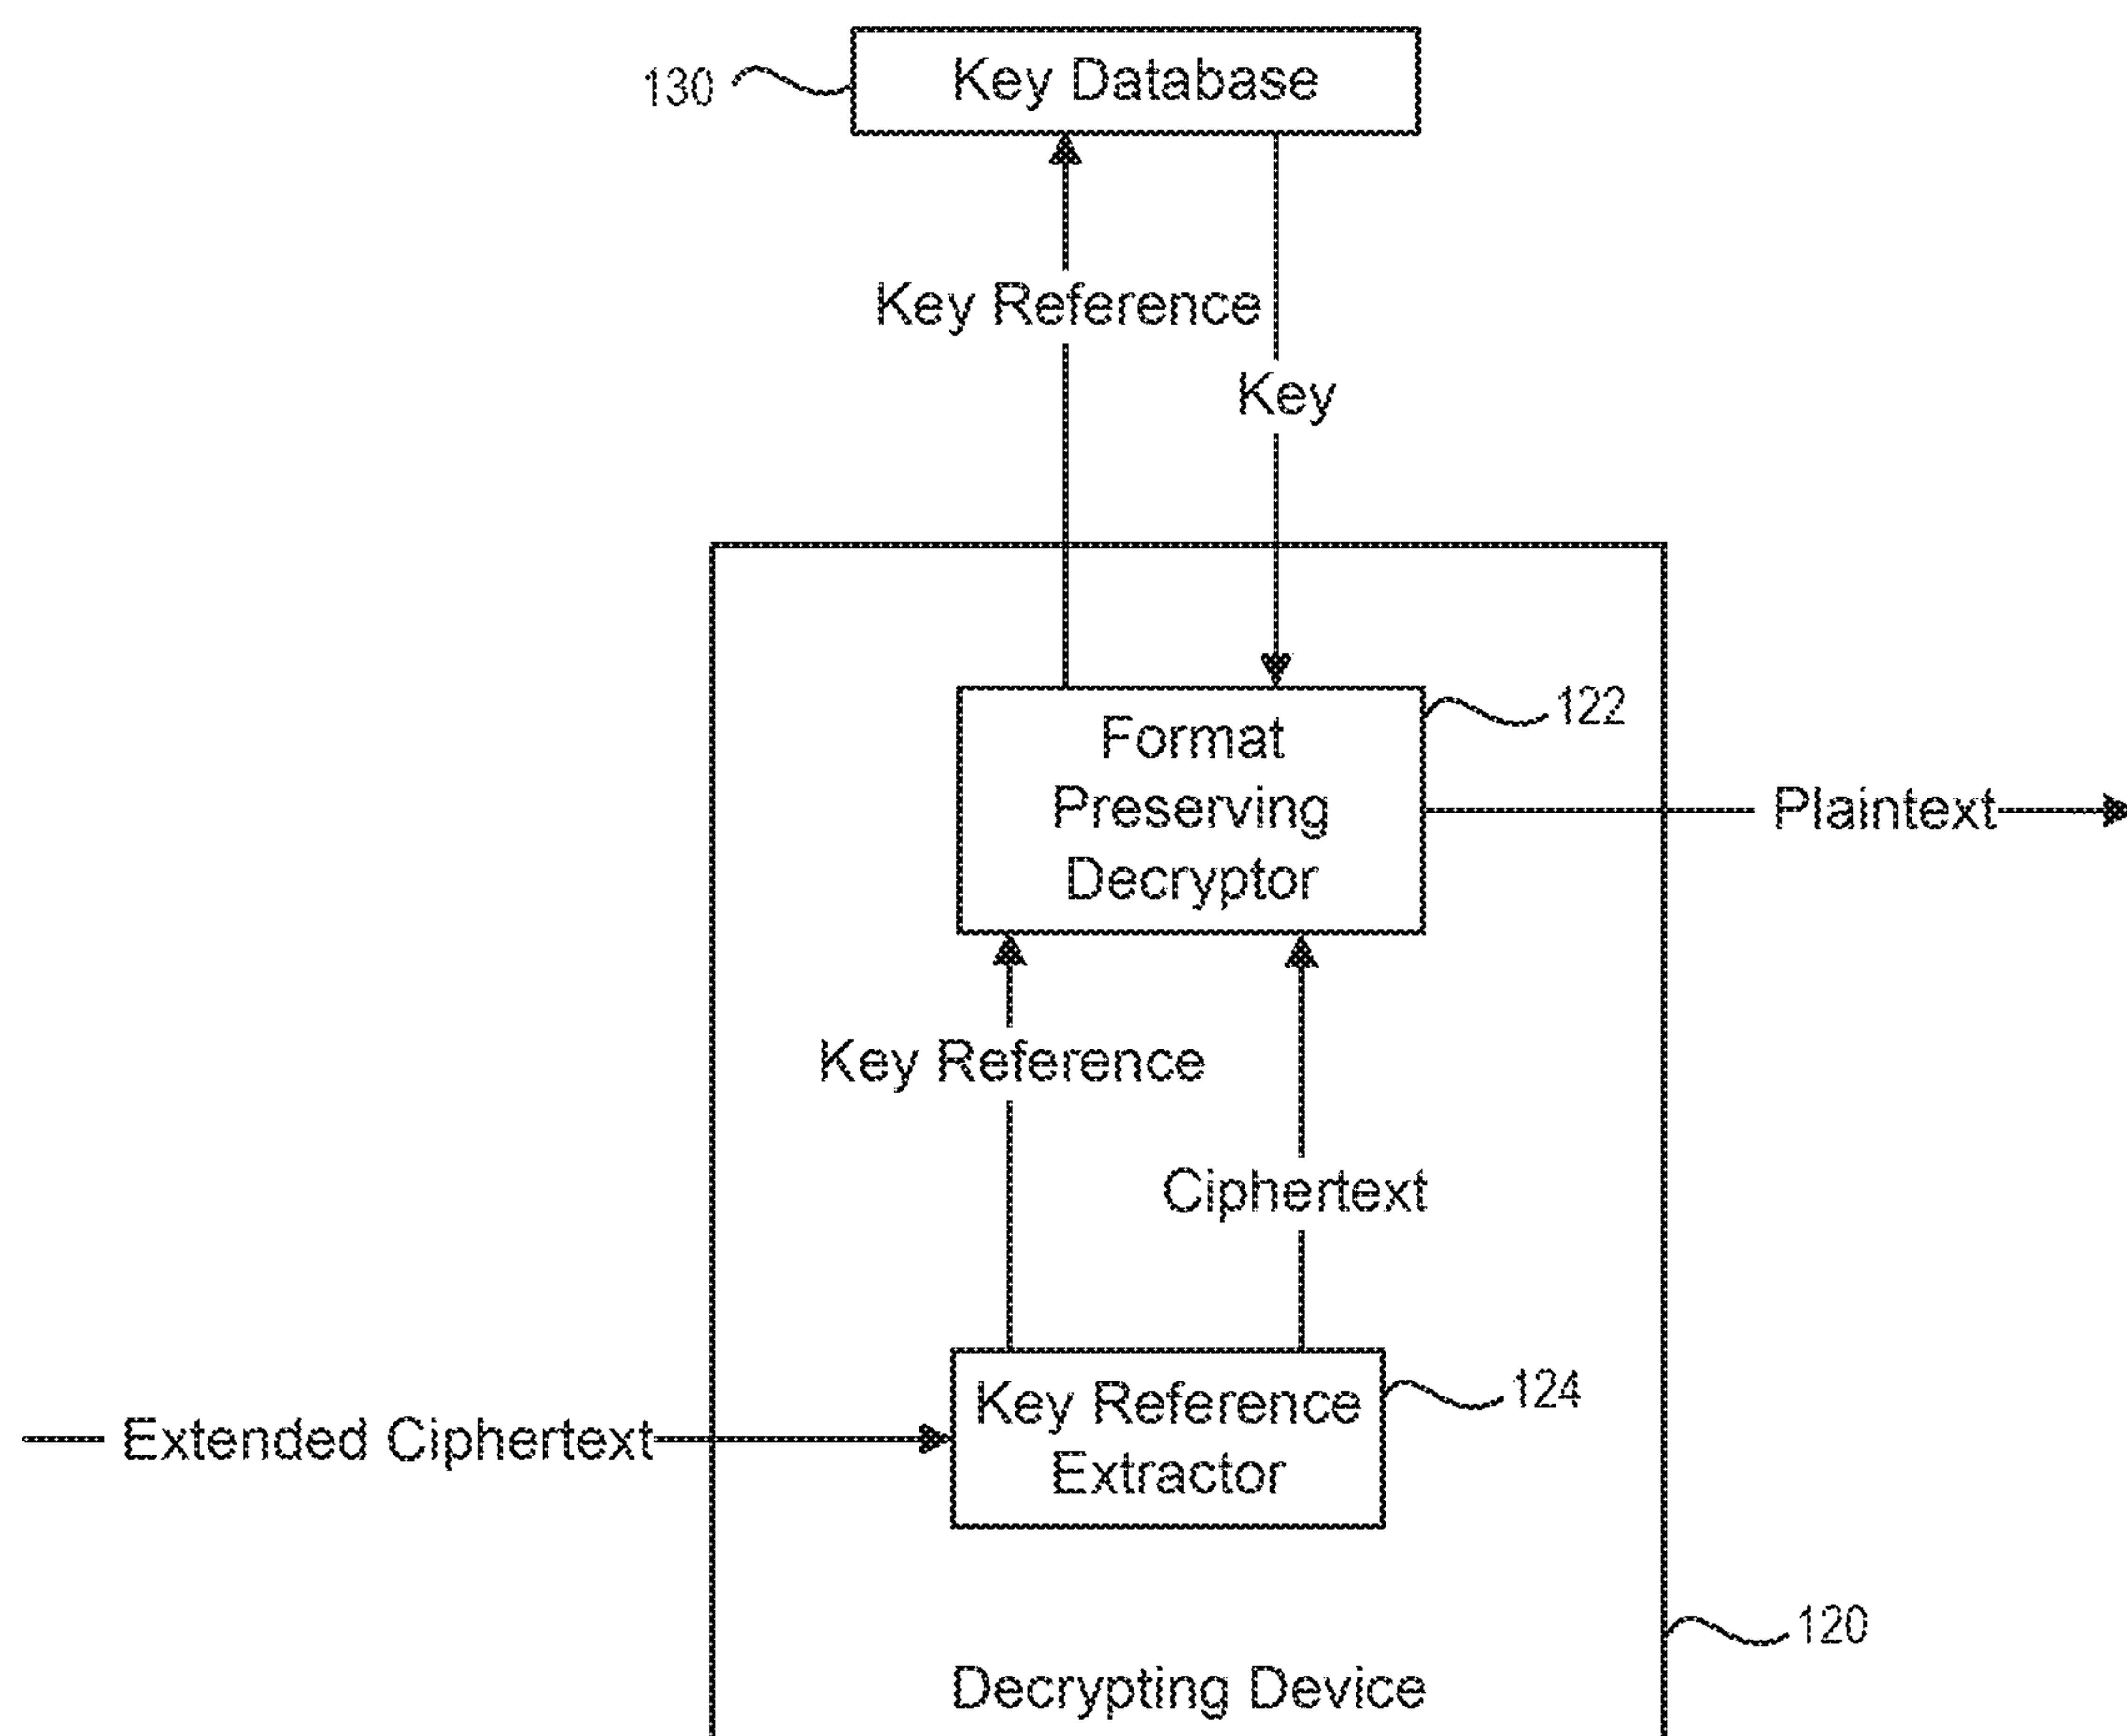 130
Key Database
Key Reference
Key
122
Format
Preserving
Decryptor
Plaintext
Key Reference
Ciphertext
124
Key Reference
Extractor
Extended Ciphertext
120
Decrypting Device